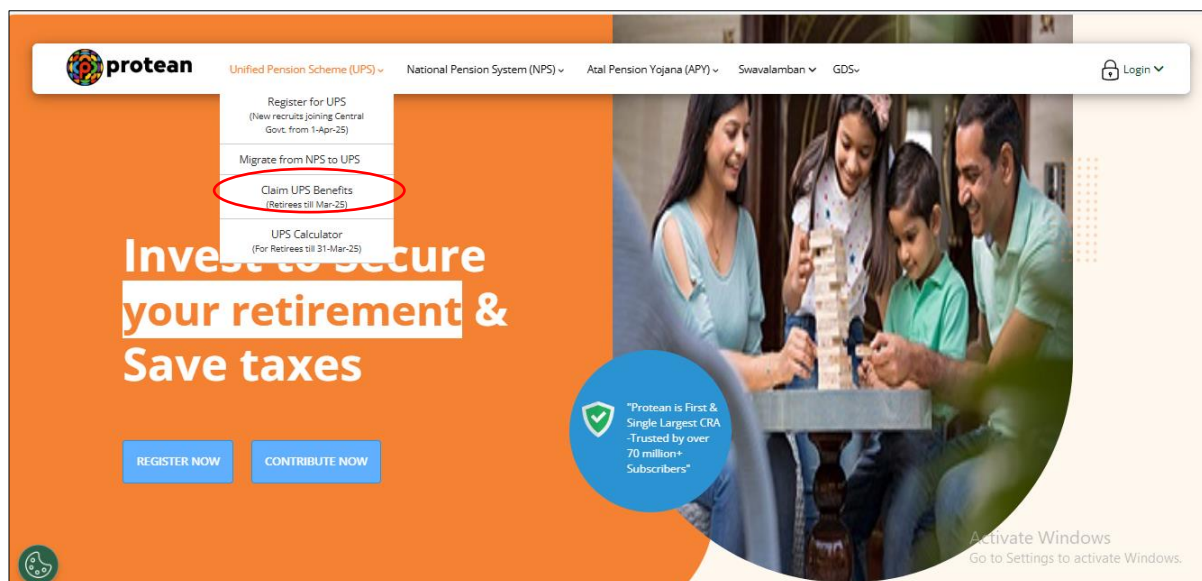 protean
Unified Pension Scheme (UPS)
National Pension System (NPS)
Atal Pension Yojana (APY)
Swavalamban
GDS
Login
Register for UPS
(New recruits joining Central
Govt. from 1-Apr-25)
Migrate from NPS to UPS
Claim UPS Benefits
(Retirees till Mar-25)
UPS Calculator
(For Retirees till 31-Mar-25)
Invest to secure
your retirement &
Save taxes
REGISTER NOW
CONTRIBUTE NOW
"Protean is First &
Single Largest CRA
-Trusted by over
70 million+
Subscribers"
Activate Windows
Go to Settings to activate Windows.